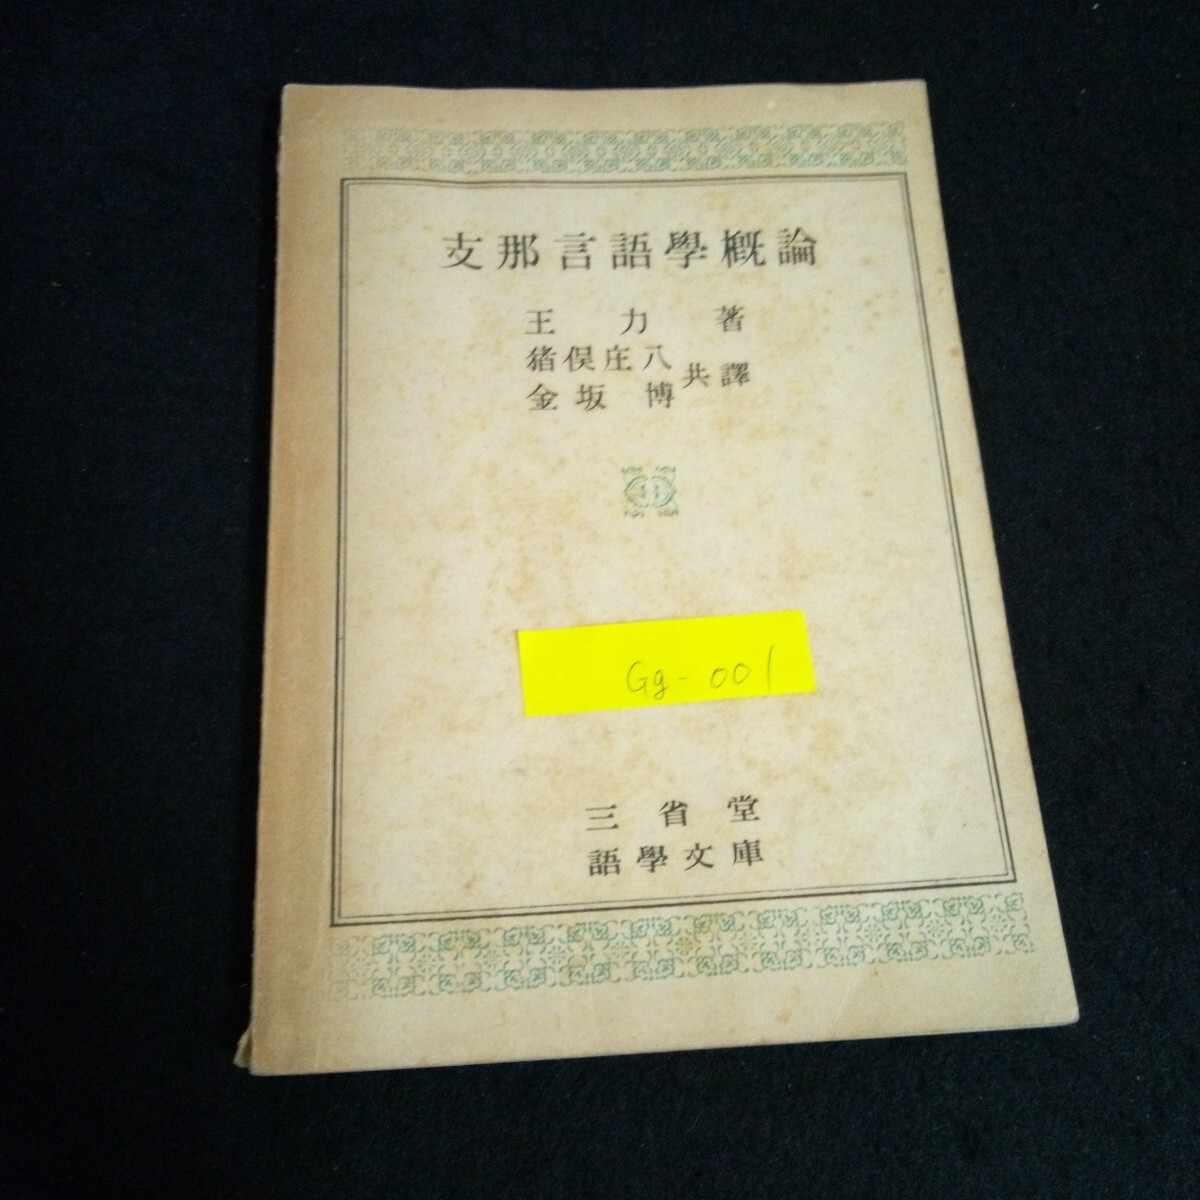 支那言語學概論
王力著
猪俣庄八
金坂博
共譯
Gg-001
三省堂
語學文庫